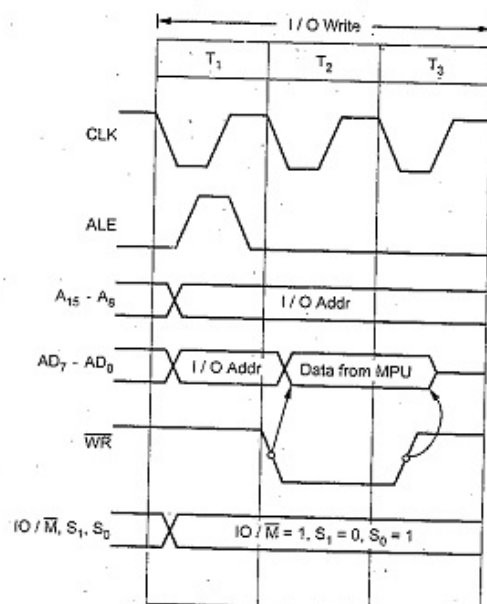 I / O Write
T1 T2 T3
CLK
ALE
A15 - A8 I / O Addr
AD7 - AD0 I / O Addr Data from MPU
W̅R̅
IO / M̅, S1, S0 IO / M̅ = 1, S1 = 0, S0 = 1